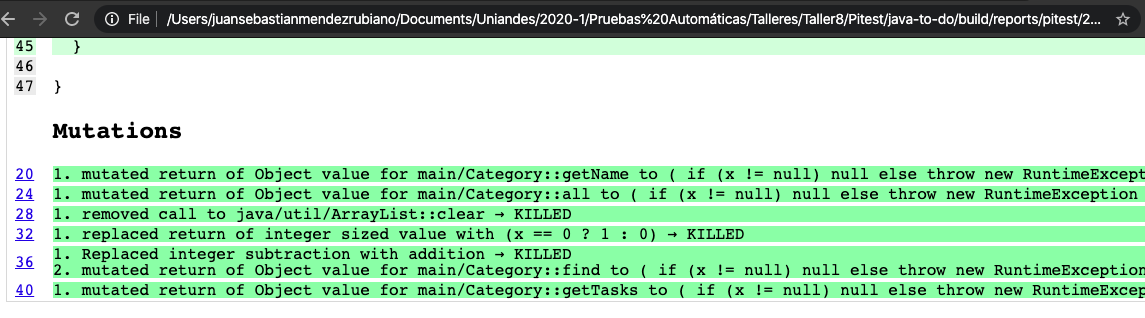 File /Users/juansebastianmendezrubiano/Documents/Uniandes/2020-1/Pruebas%20Automáticas/Talleres/Taller8/Pitest/java-to-do/build/reports/pitest/2...
45 }
46
47 }
Mutations
20 1. mutated return of Object value for main/Category::getName to ( if (x != null) null else throw new RuntimeExcept
24 1. mutated return of Object value for main/Category::all to ( if (x != null) null else throw new RuntimeException
28 1. removed call to java/util/ArrayList::clear → KILLED
32 1. replaced return of integer sized value with (x == 0 ? 1 : 0) → KILLED
36 1. Replaced integer subtraction with addition → KILLED
2. mutated return of Object value for main/Category::find to ( if (x != null) null else throw new RuntimeException
40 1. mutated return of Object value for main/Category::getTasks to ( if (x != null) null else throw new RuntimeExcep